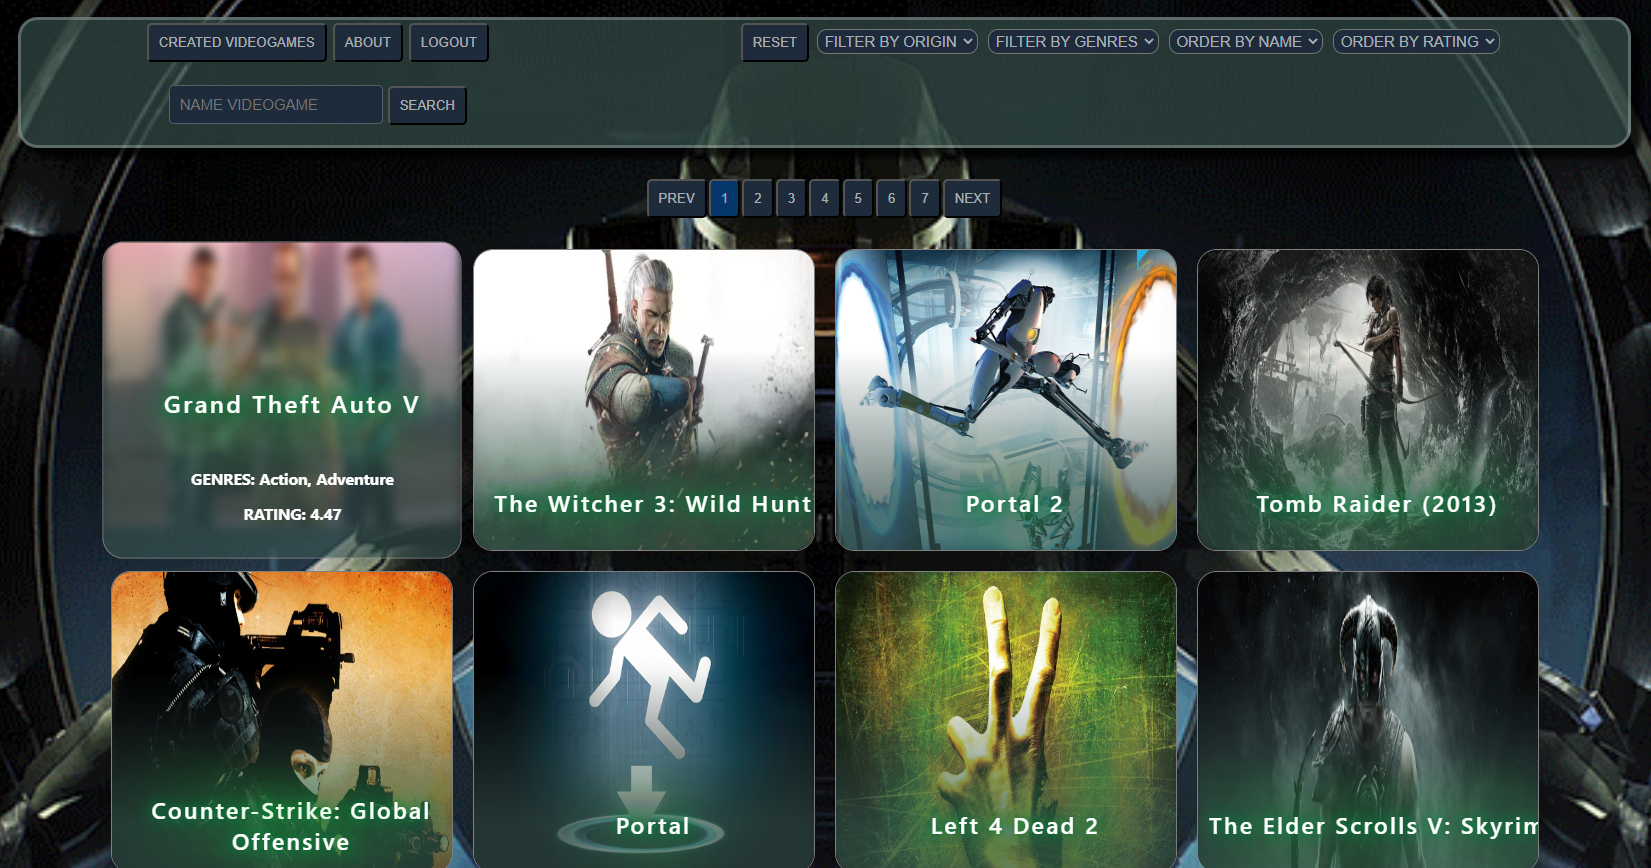 CREATED VIDEOGAMES ABOUT LOGOUT RESET FILTER BY ORIGIN FILTER BY GENRES ORDER BY NAME ORDER BY RATING
NAME VIDEOGAME SEARCH
PREV 1 2 3 4 5 6 7 NEXT
Grand Theft Auto V
GENRES: Action, Adventure
RATING: 4.47
The Witcher 3: Wild Hunt
Portal 2
Tomb Raider (2013)
Counter-Strike: Global
Offensive
Portal
Left 4 Dead 2
The Elder Scrolls V: Skyrim